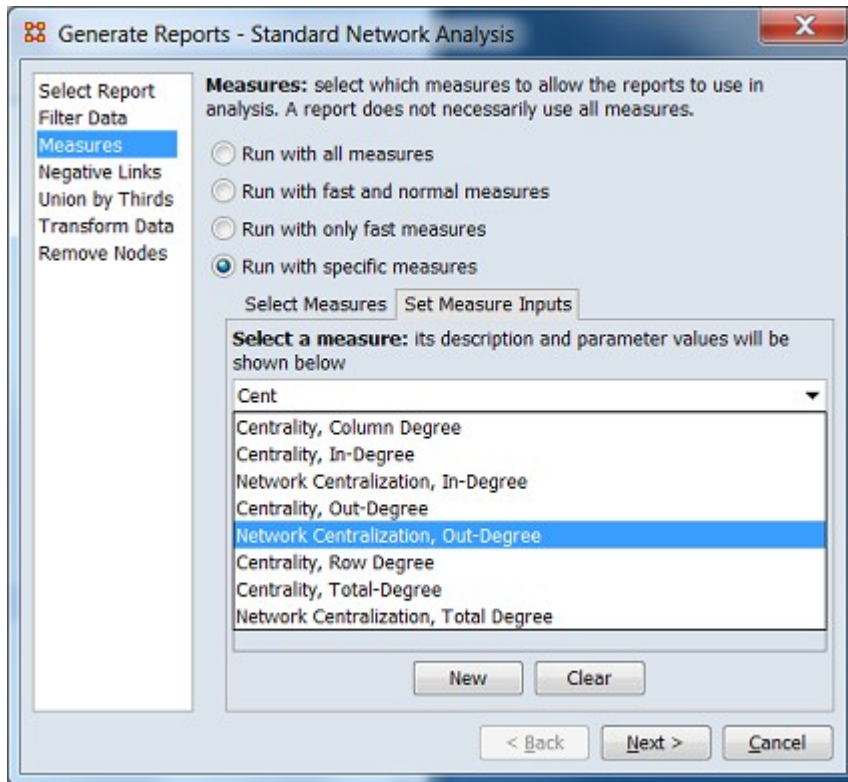 Generate Reports - Standard Network Analysis
Select Report
Filter Data
Measures
Negative Links
Union by Thirds
Transform Data
Remove Nodes
Measures: select which measures to allow the reports to use in
analysis. A report does not necessarily use all measures.
Run with all measures
Run with fast and normal measures
Run with only fast measures
Run with specific measures
Select Measures
Set Measure Inputs
Select a measure: its description and parameter values will be
shown below
Cent
Centrality, Column Degree
Centrality, In-Degree
Network Centralization, In-Degree
Centrality, Out-Degree
Network Centralization, Out-Degree
Centrality, Row Degree
Centrality, Total-Degree
Network Centralization, Total Degree
New
Clear
< Back
Next >
Cancel